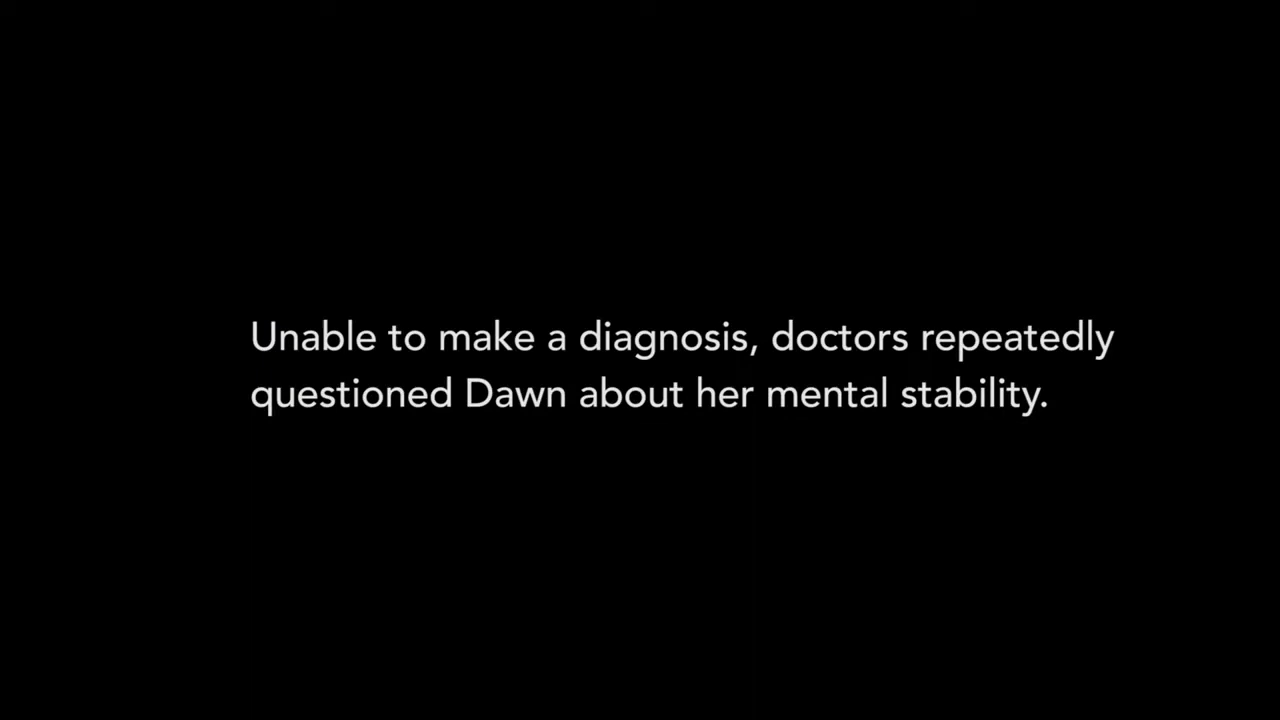 Unable to make a diagnosis, doctors repeatedly
questioned Dawn about her mental stability.